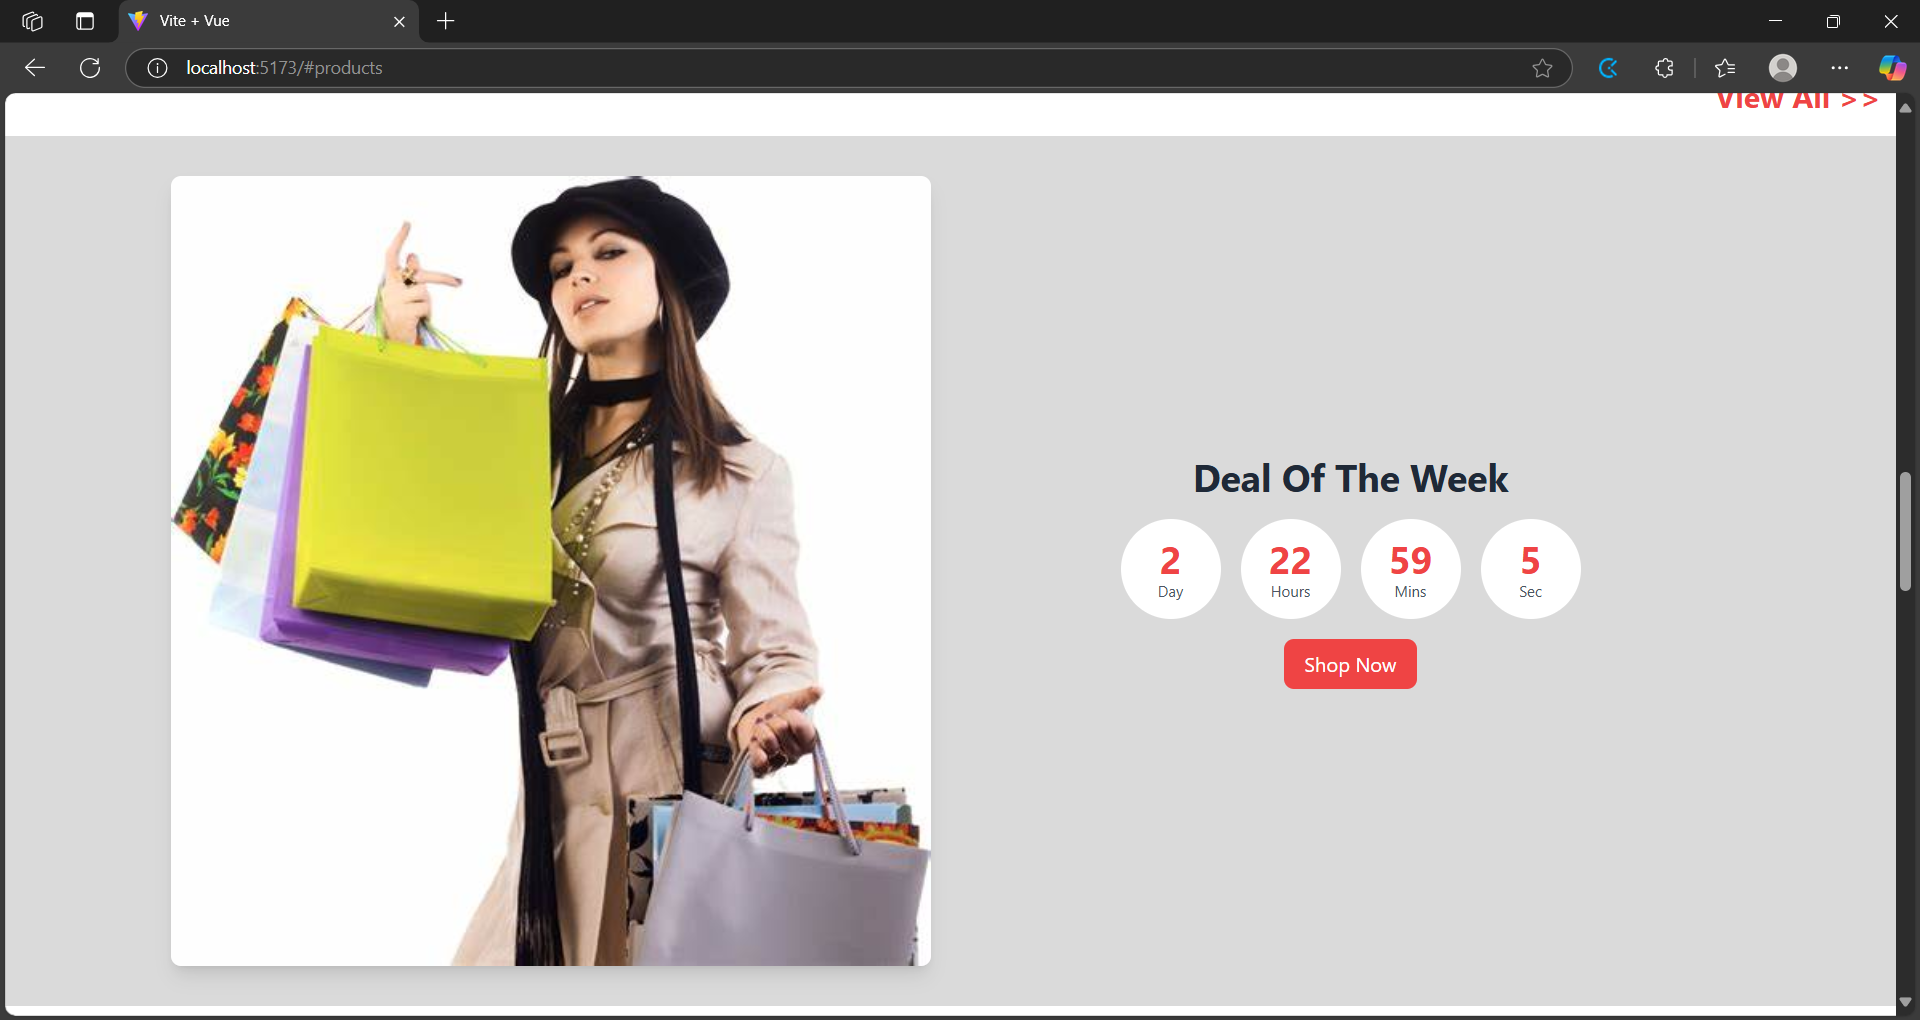 Vite + Vue
localhost:5173/#products
View All >>
Deal Of The Week
2 22 59 5
Day Hours Mins Sec
Shop Now